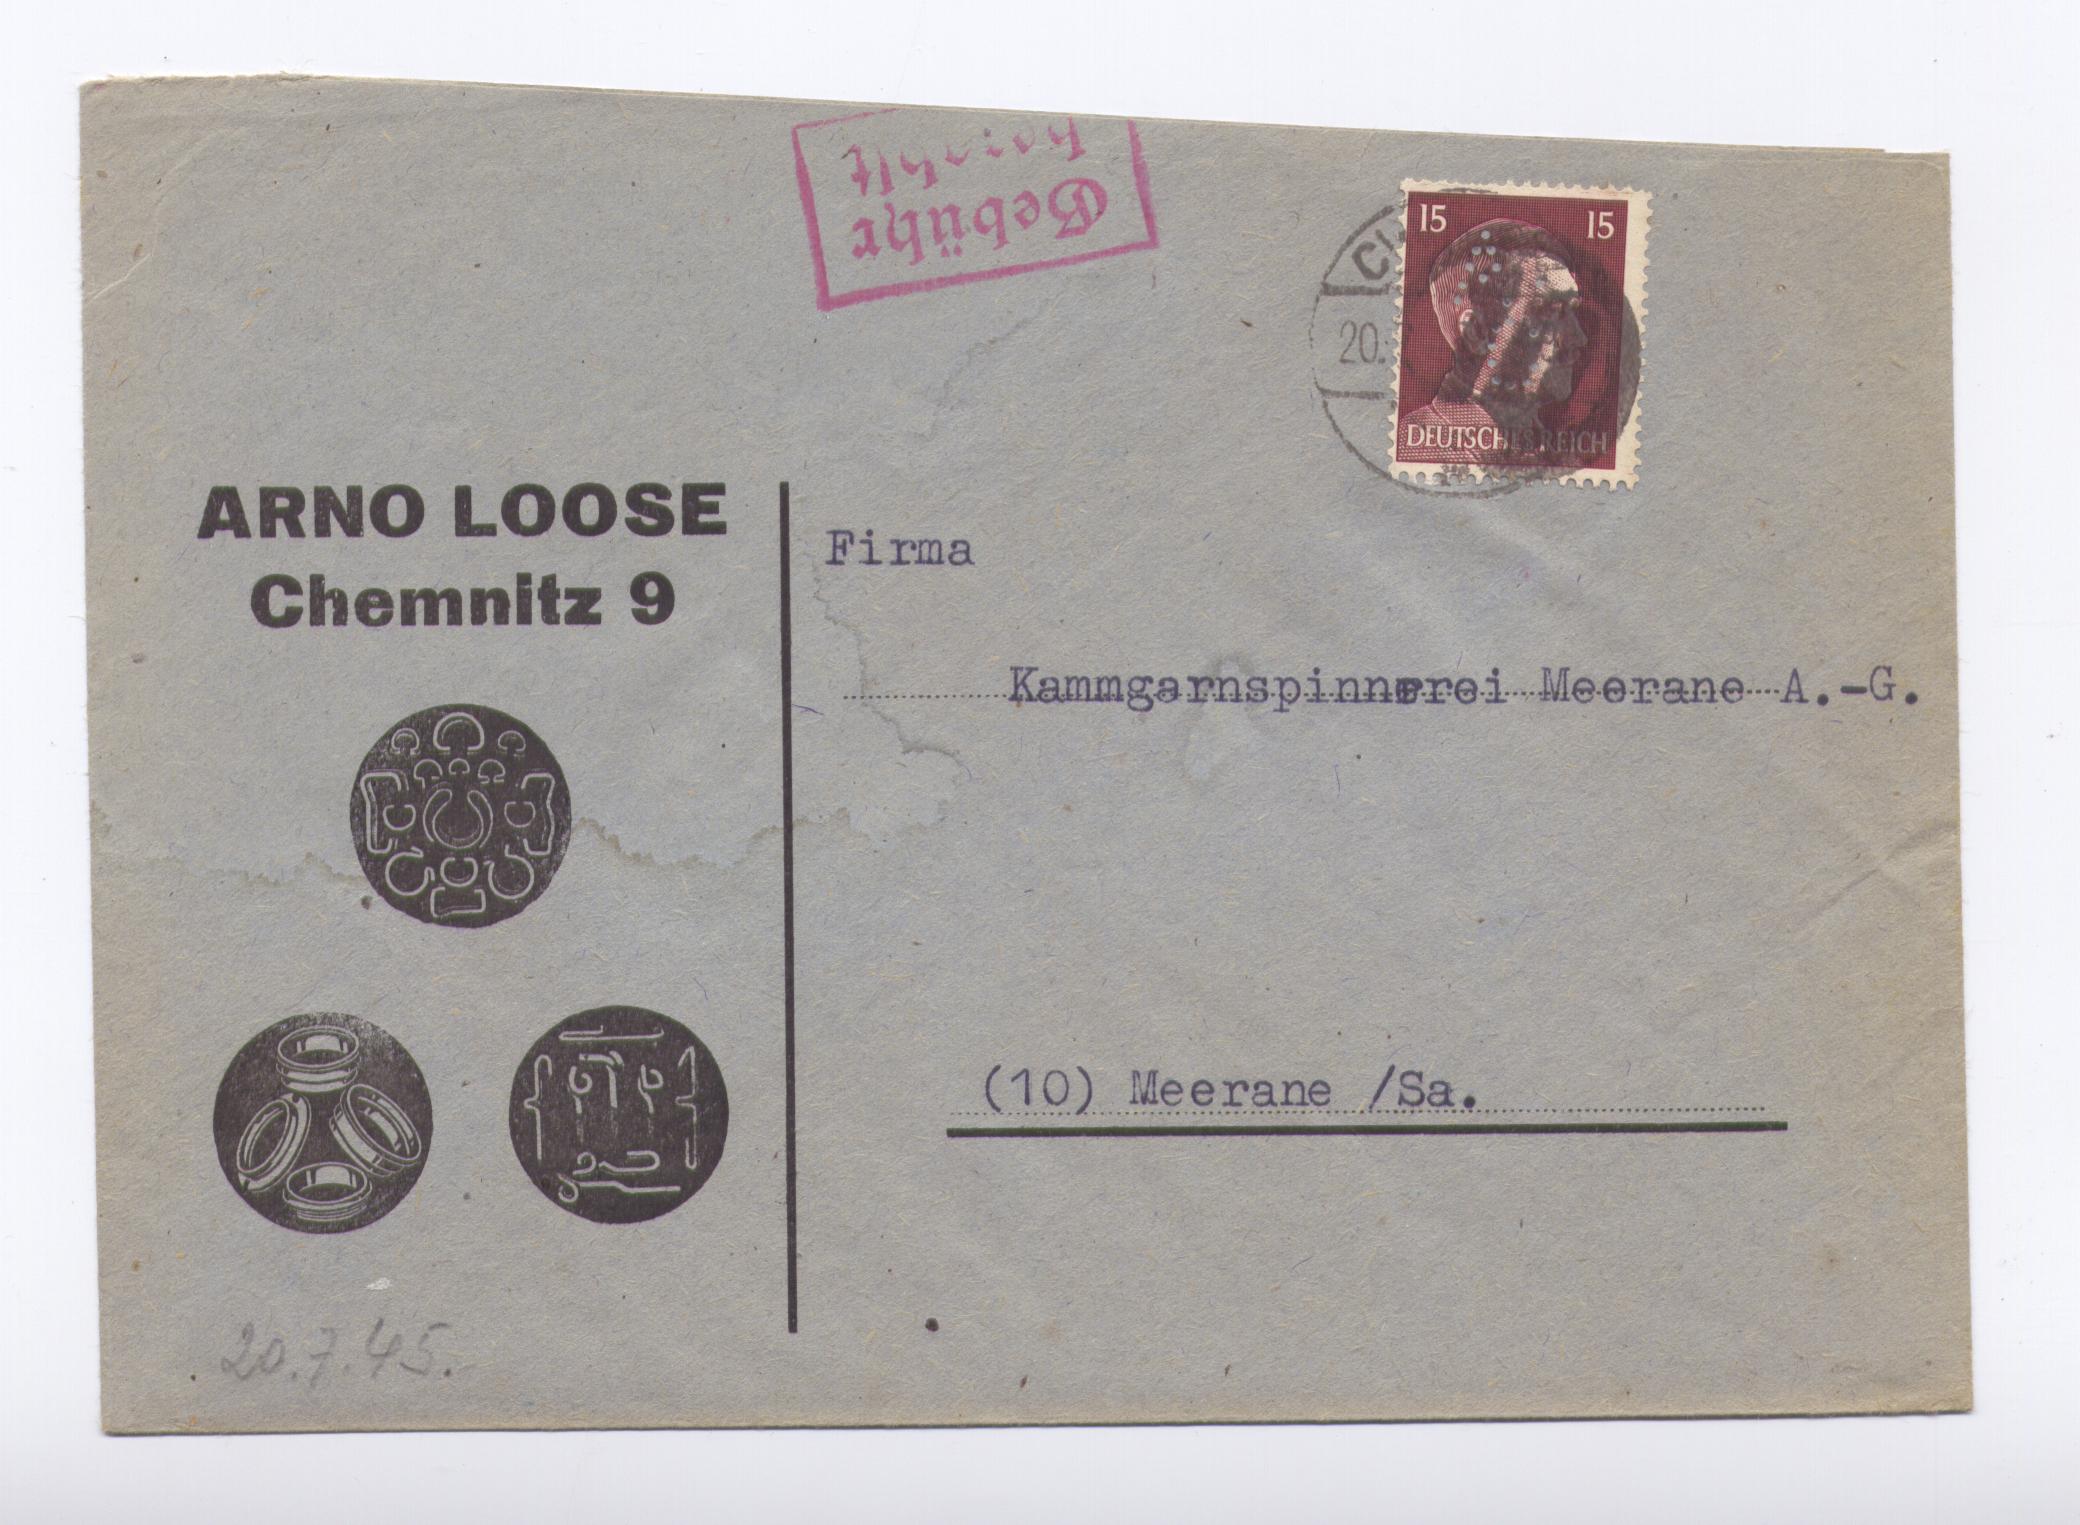 Gebühr
bezahlt
15 15
20.
DEUTSCHES REICH
ARNO LOOSE
Chemnitz 9
Firma
Kammgarnspinnerei Meerane A.-G.
(10) Meerane /Sa.
20.7.45.